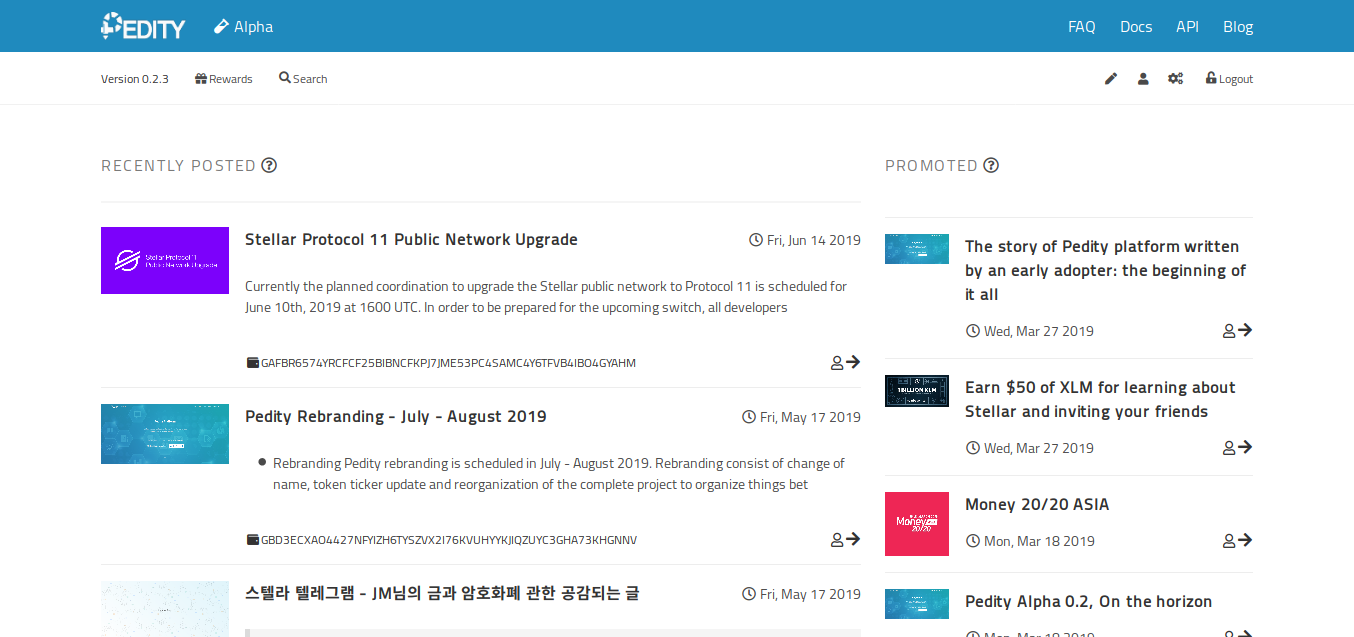 PEDITY Alpha FAQ Docs API Blog
Version 0.2.3 Rewards Search Logout
RECENTLY POSTED
Stellar Protocol 11
Public Network Upgrade
Stellar Protocol 11 Public Network Upgrade
Fri, Jun 14 2019
Currently the planned coordination to upgrade the Stellar public network to Protocol 11 is scheduled for
June 10th, 2019 at 1600 UTC. In order to be prepared for the upcoming switch, all developers
GAFBR6574YRCFCF25BIBNCFKPJ7JME53PC4SAMC4Y6TFVB4IBO4GYAHM
Pedity Rebranding - July - August 2019
Fri, May 17 2019
Rebranding Pedity rebranding is scheduled in July - August 2019. Rebranding consist of change of
name, token ticker update and reorganization of the complete project to organize things bet
GBD3ECXAO4427NFYIZH6TYSZVX2I76KVUHYYKJIQZUYC3GHA73KHGNNV
스텔라 텔레그램 - JM님의 금과 암호화폐 관한 공감되는 글
Fri, May 17 2019
PROMOTED
The story of Pedity platform written
by an early adopter: the beginning of
it all
Wed, Mar 27 2019
1 BILLION XLM
Earn $50 of XLM for learning about
Stellar and inviting your friends
Wed, Mar 27 2019
Money
20/20
Money 20/20 ASIA
Mon, Mar 18 2019
Pedity Alpha 0.2, On the horizon
Mon, Mar 18 2019